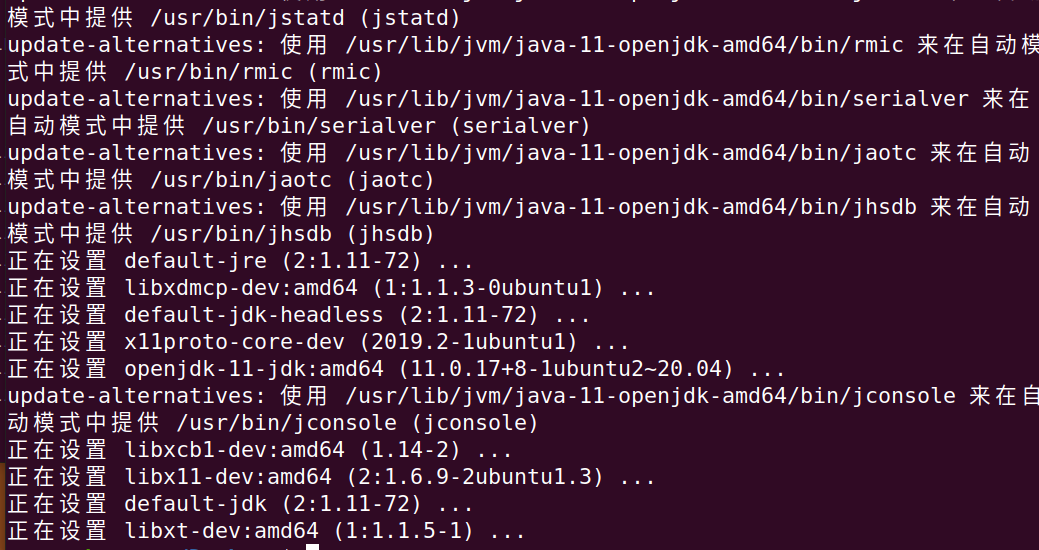 模式中提供 /usr/bin/jstatd (jstatd)
update-alternatives: 使用 /usr/lib/jvm/java-11-openjdk-amd64/bin/rmic 来在自动模
式中提供 /usr/bin/rmic (rmic)
update-alternatives: 使用 /usr/lib/jvm/java-11-openjdk-amd64/bin/serialver 来在
自动模式中提供 /usr/bin/serialver (serialver)
update-alternatives: 使用 /usr/lib/jvm/java-11-openjdk-amd64/bin/jaotc 来在自动
模式中提供 /usr/bin/jaotc (jaotc)
update-alternatives: 使用 /usr/lib/jvm/java-11-openjdk-amd64/bin/jhsdb 来在自动
模式中提供 /usr/bin/jhsdb (jhsdb)
正在设置 default-jre (2:1.11-72) ...
正在设置 libxdmcp-dev:amd64 (1:1.1.3-0ubuntu1) ...
正在设置 default-jdk-headless (2:1.11-72) ...
正在设置 x11proto-core-dev (2019.2-1ubuntu1) ...
正在设置 openjdk-11-jdk:amd64 (11.0.17+8-1ubuntu2~20.04) ...
update-alternatives: 使用 /usr/lib/jvm/java-11-openjdk-amd64/bin/jconsole 来在自
动模式中提供 /usr/bin/jconsole (jconsole)
正在设置 libxcb1-dev:amd64 (1.14-2) ...
正在设置 libx11-dev:amd64 (2:1.6.9-2ubuntu1.3) ...
正在设置 default-jdk (2:1.11-72) ...
正在设置 libxt-dev:amd64 (1:1.1.5-1) ...